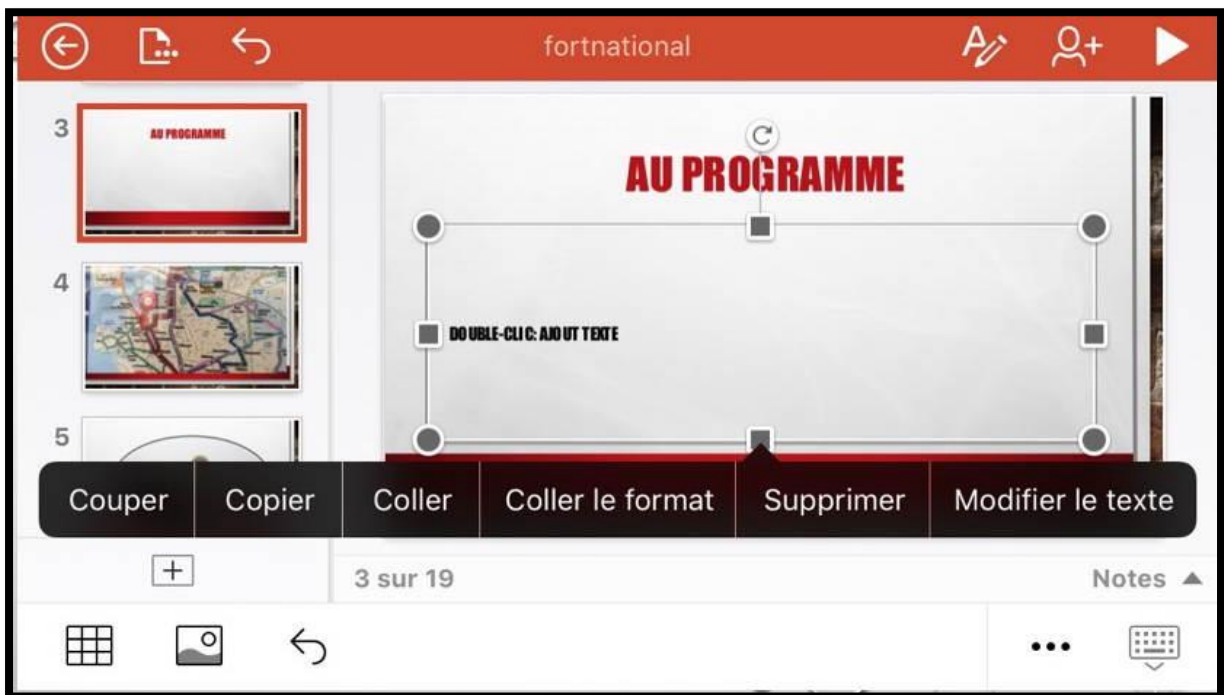 fortnational
3
AU PROGRAMME
4
5
AU PROGRAMME
DOUBLE-CLIC: AJOUT TEXTE
Couper
Copier
Coller
Coller le format
Supprimer
Modifier le texte
3 sur 19
Notes